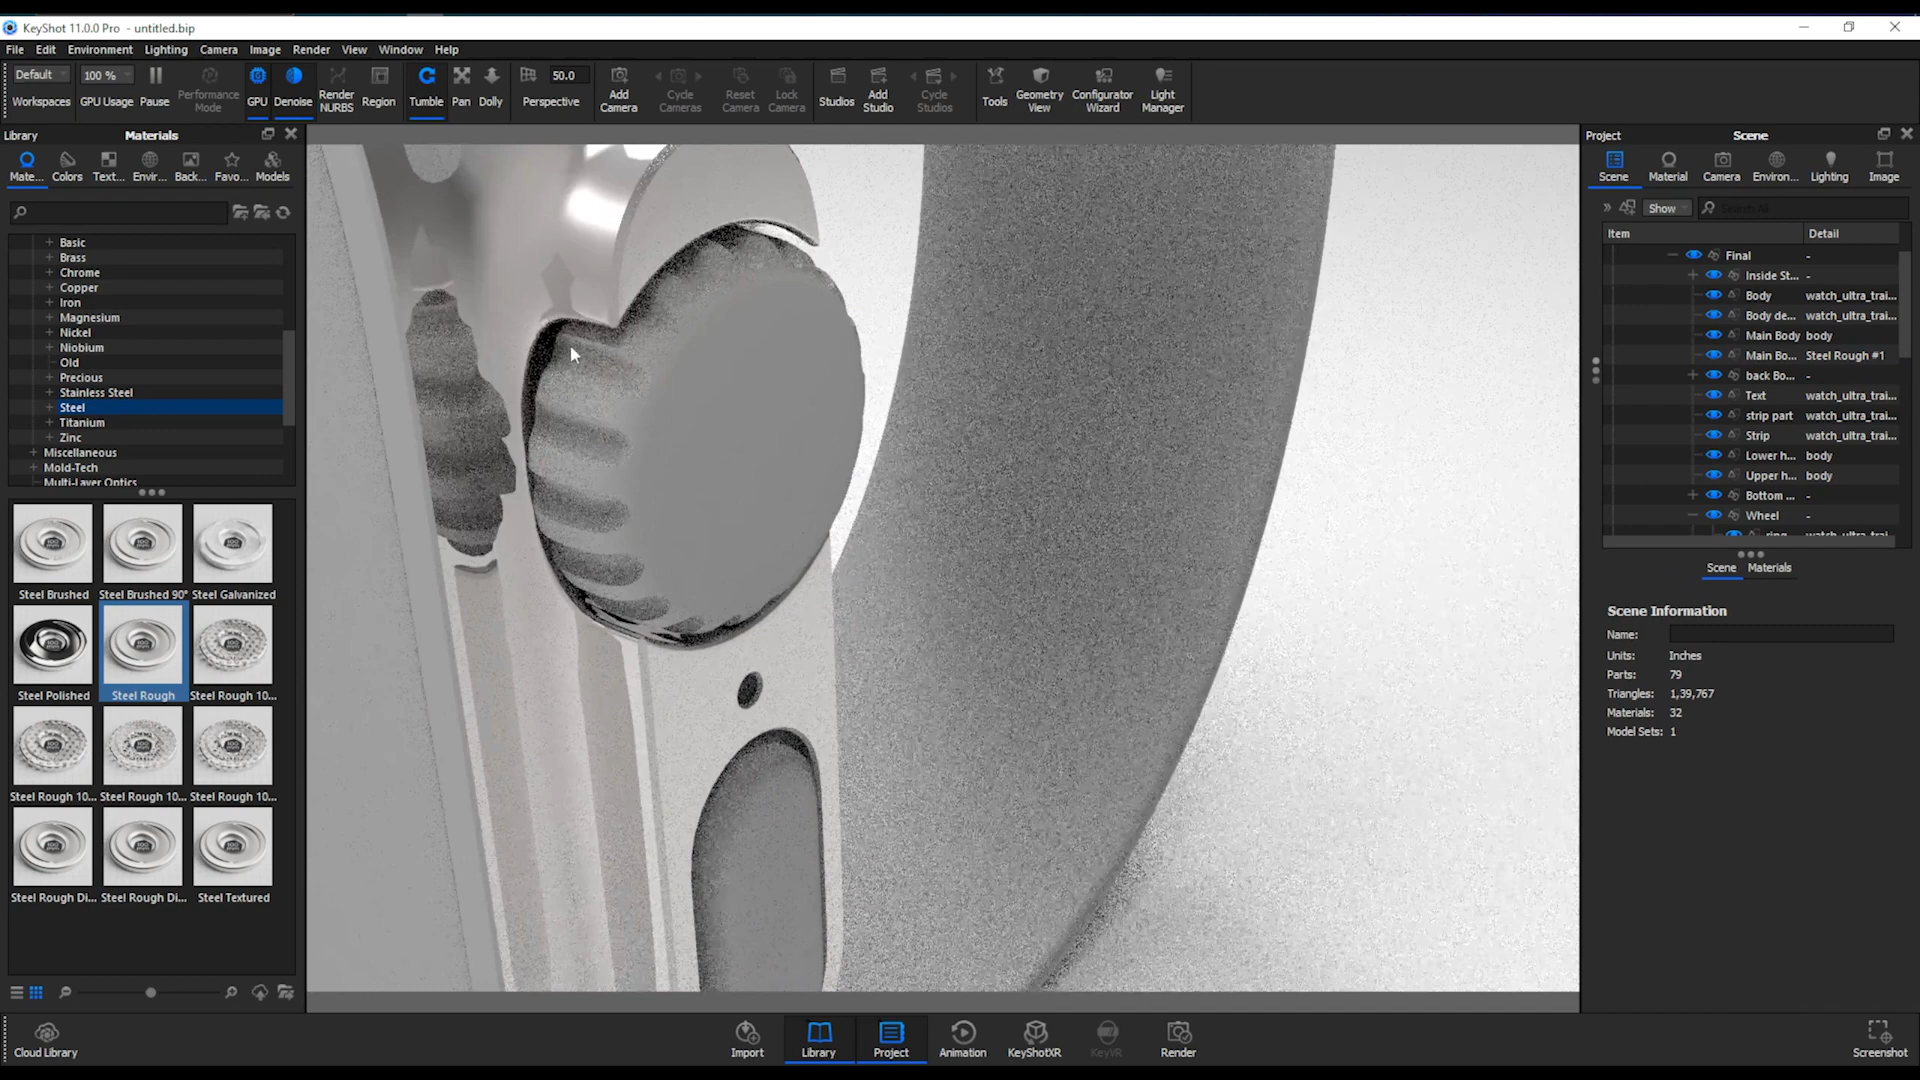 KeyShot 11.0.0 Pro - untitled.bip
File Edit Environment Lighting Camera Image Render View Window Help
Default 100 % 50.0
Workspaces GPU Usage Pause Performance Mode GPU Denoise Render NURBS Region Tumble Pan Dolly Perspective Add Camera Cycle Cameras Reset Camera Lock Camera Studios Add Studio Cycle Studios Tools Geometry View Configurator Wizard Light Manager
Library Materials
Mate... Colors Text... Envir... Back... Favo... Models
Basic
Brass
Chrome
Copper
Iron
Magnesium
Nickel
Niobium
Old
Precious
Stainless Steel
Steel
Titanium
Zinc
Miscellaneous
Mold-Tech
Multi-Layer Optics
Steel Brushed Steel Brushed 90° Steel Galvanized
Steel Polished Steel Rough Steel Rough 10...
Steel Rough 10... Steel Rough 10... Steel Rough 10...
Steel Rough Di... Steel Rough Di... Steel Textured
Project Scene
Scene Material Camera Environ... Lighting Image
Show Search All
Item Detail
Final -
Inside St... -
Body watch_ultra_trai...
Body de... watch_ultra_trai...
Main Body body
Main Bo... Steel Rough #1
back Bo... -
Text watch_ultra_trai...
strip part watch_ultra_trai...
Strip watch_ultra_trai...
Lower h... body
Upper h... body
Bottom ... -
Wheel -
ring watch_ultra_trai...
Scene Materials
Scene Information
Name:
Units: Inches
Parts: 79
Triangles: 1,39,767
Materials: 32
Model Sets: 1
Cloud Library Import Library Project Animation KeyShotXR KeyVR Render Screenshot